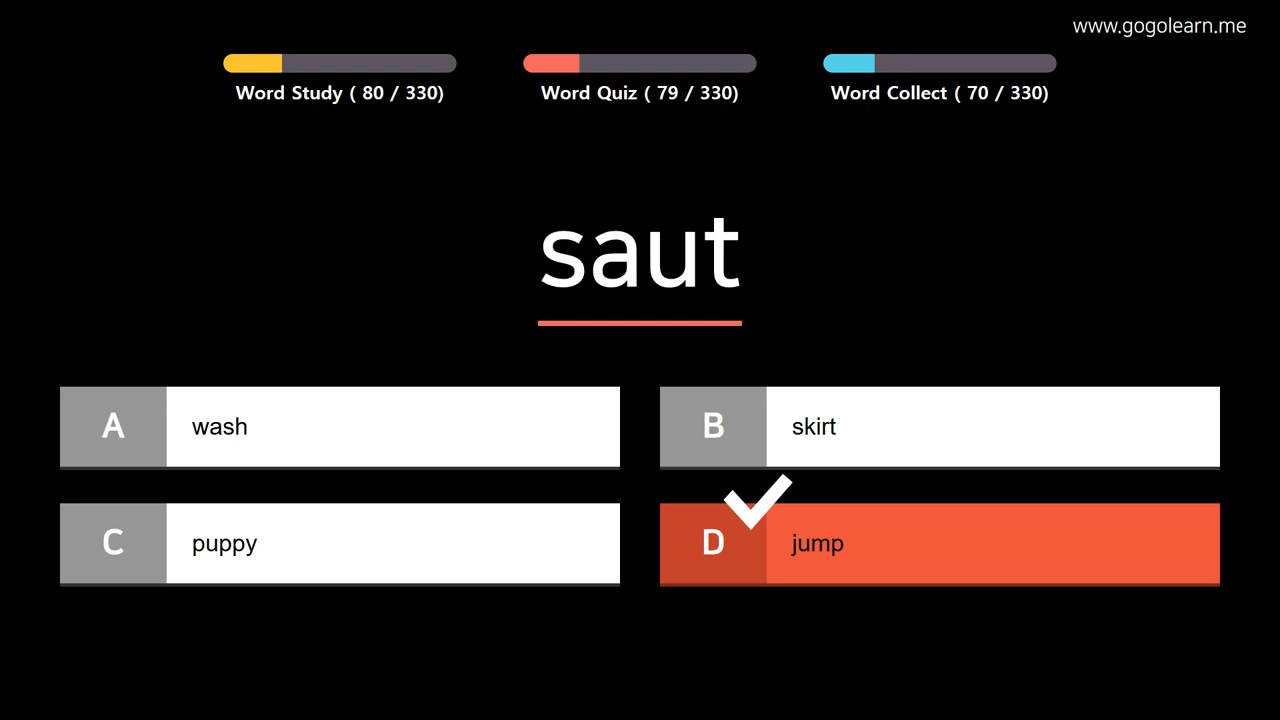 www.gogolearn.me
Word Study ( 80 / 330)
Word Quiz ( 79 / 330)
Word Collect ( 70 / 330)
saut
A wash
B skirt
C puppy
D jump